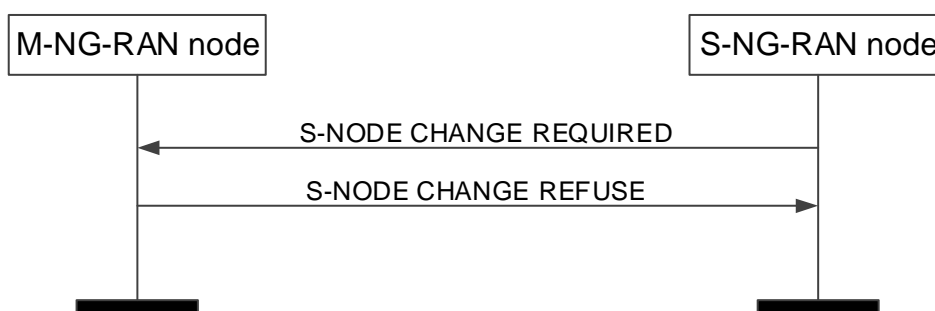 M-NG-RAN node
S-NG-RAN node
S-NODE CHANGE REQUIRED
S-NODE CHANGE REFUSE